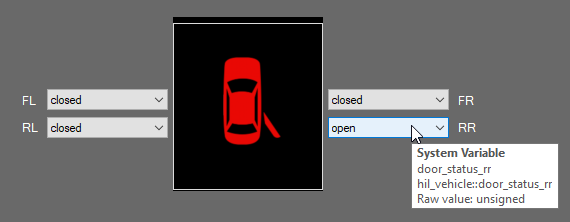 FL closed closed FR
RL closed open RR
System Variable
door_status_rr
hil_vehicle::door_status_rr
Raw value: unsigned